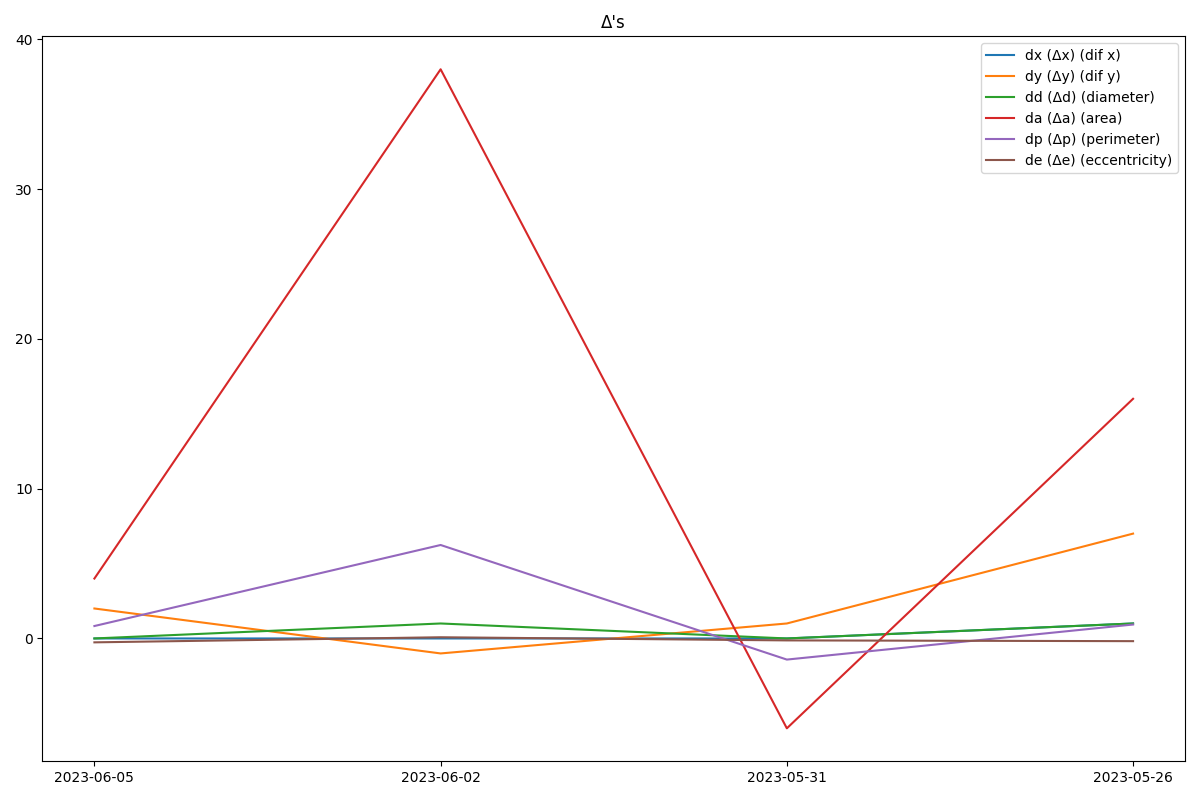 Δ's
40
30
20
10
0
dx (Δx) (dif x)
dy (Δy) (dif y)
dd (Δd) (diameter)
da (Δa) (area)
dp (Δp) (perimeter)
de (Δe) (eccentricity)
2023-06-05 2023-06-02 2023-05-31 2023-05-26